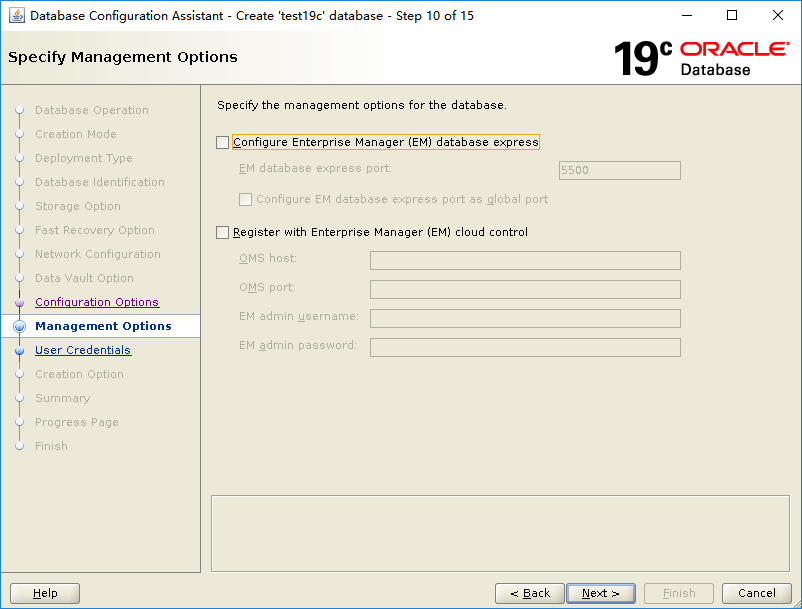 Database Configuration Assistant - Create 'test19c' database - Step 10 of 15
Specify Management Options
19c ORACLE
Database
Database Operation
Creation Mode
Deployment Type
Database Identification
Storage Option
Fast Recovery Option
Network Configuration
Data Vault Option
Configuration Options
Management Options
User Credentials
Creation Option
Summary
Progress Page
Finish
Specify the management options for the database.
Configure Enterprise Manager (EM) database express
EM database express port: 5500
Configure EM database express port as global port
Register with Enterprise Manager (EM) cloud control
OMS host:
OMS port:
EM admin username:
EM admin password:
Help
< Back
Next >
Finish
Cancel